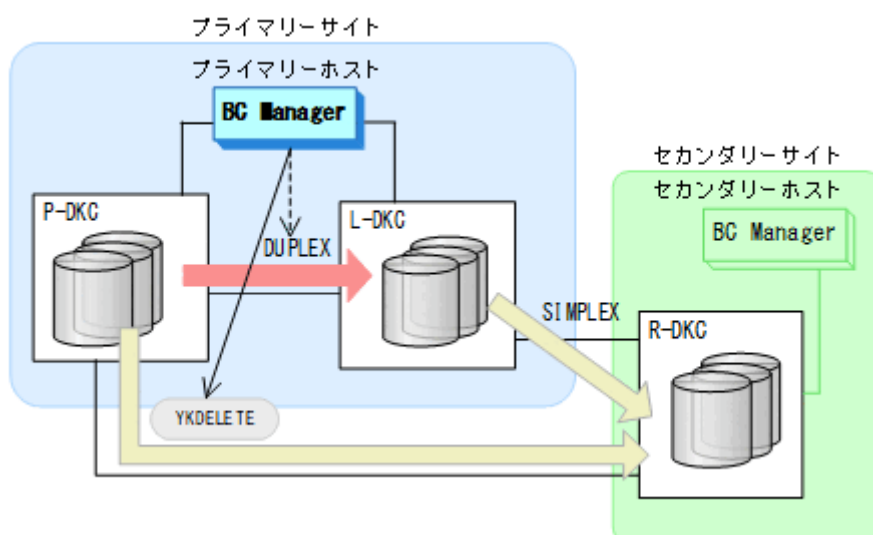 プライマリーサイト
プライマリーホスト
BC Manager
セカンダリーサイト
セカンダリーホスト
P-DKC
L-DKC
BC Manager
DUPLEX
SIMPLEX
R-DKC
YKDELETE